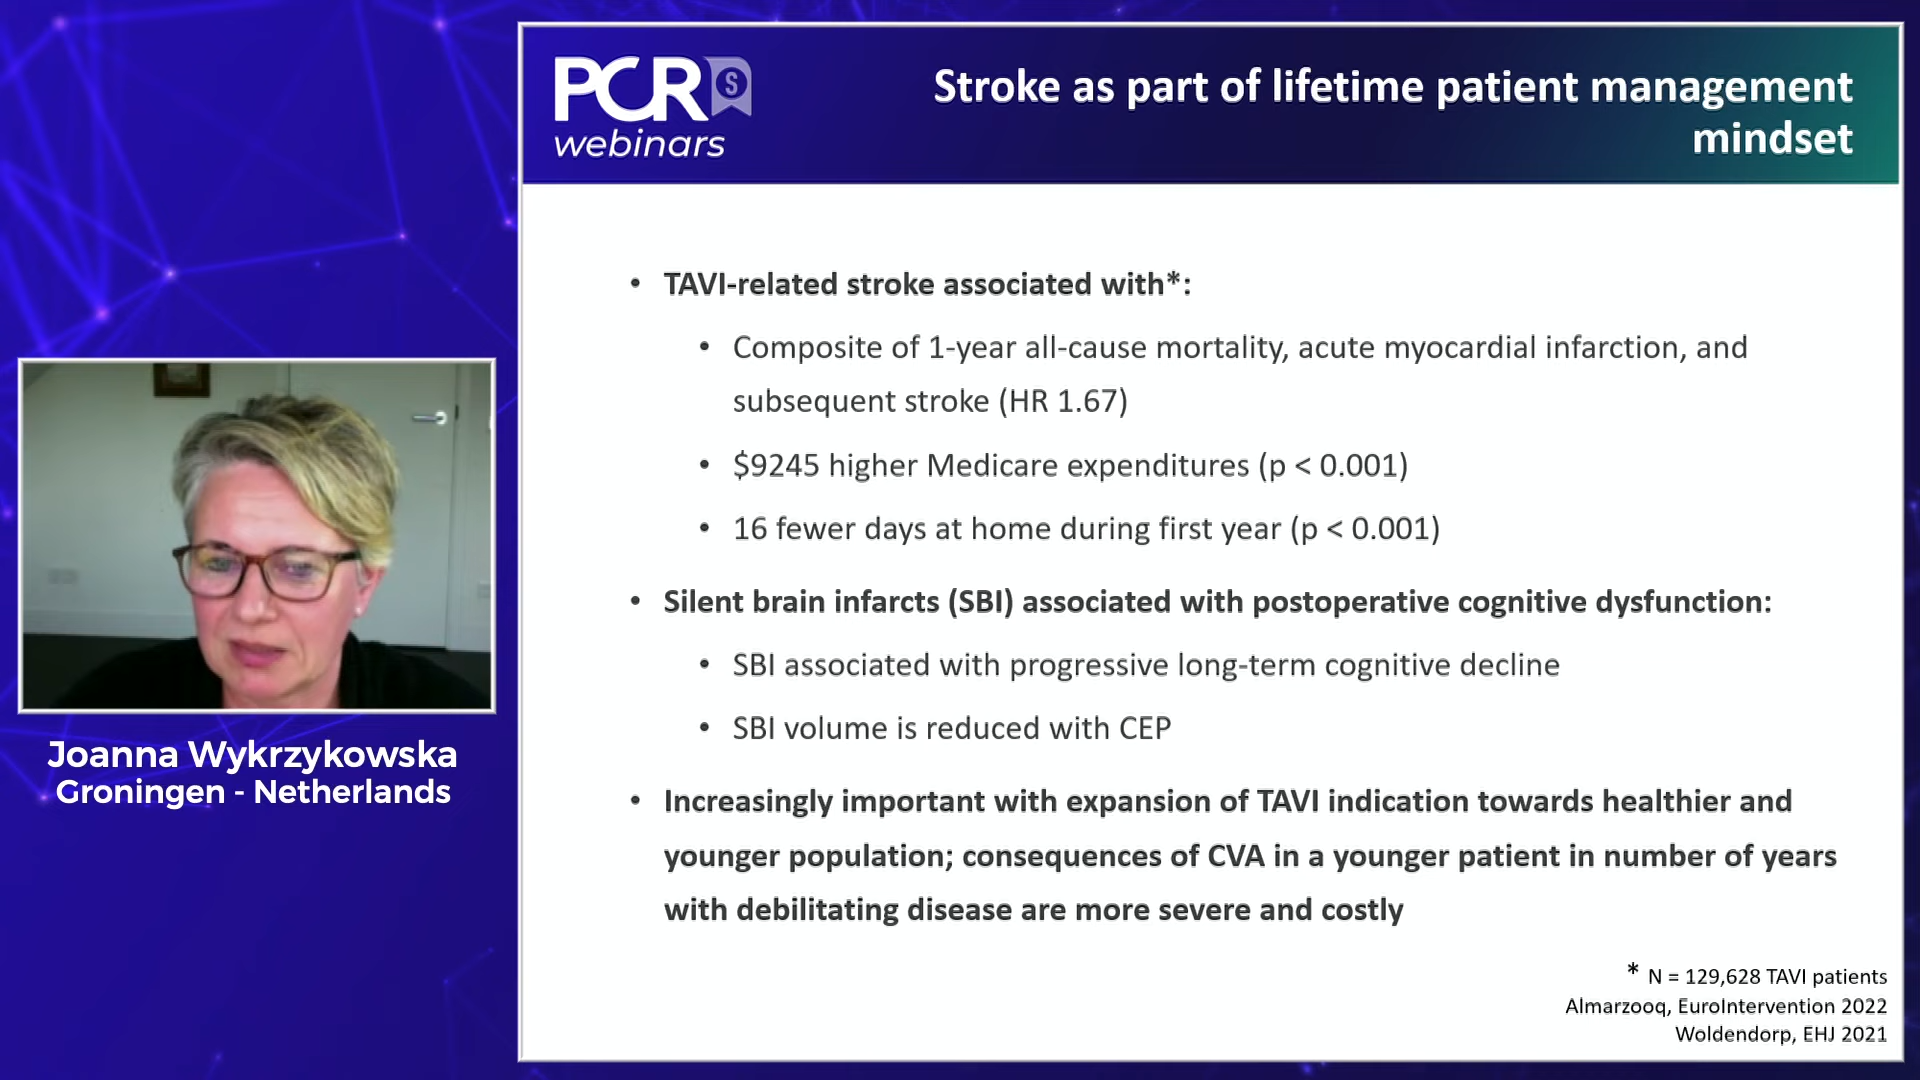 PCR S
webinars
Stroke as part of lifetime patient management
mindset
• TAVI-related stroke associated with*:
• Composite of 1-year all-cause mortality, acute myocardial infarction, and
subsequent stroke (HR 1.67)
• $9245 higher Medicare expenditures (p < 0.001)
• 16 fewer days at home during first year (p < 0.001)
• Silent brain infarcts (SBI) associated with postoperative cognitive dysfunction:
• SBI associated with progressive long-term cognitive decline
• SBI volume is reduced with CEP
• Increasingly important with expansion of TAVI indication towards healthier and
younger population; consequences of CVA in a younger patient in number of years
with debilitating disease are more severe and costly
* N = 129,628 TAVI patients
Almarzooq, EuroIntervention 2022
Woldendorp, EHJ 2021
Joanna Wykrzykowska
Groningen - Netherlands